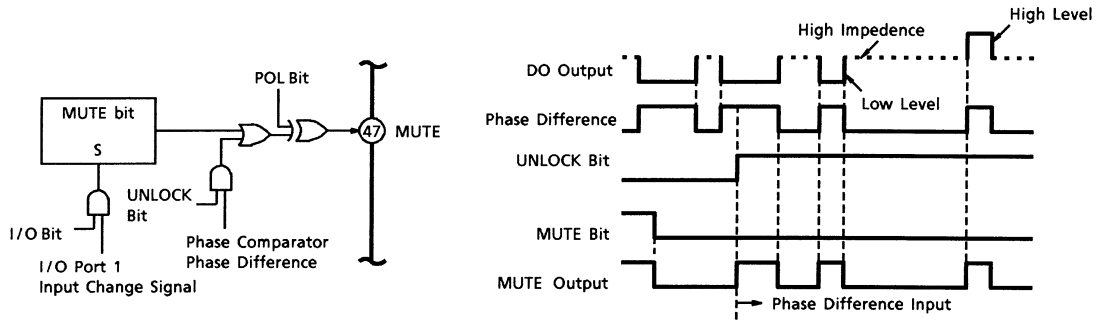 MUTE bit
S
I/O Bit
I/O Port 1
Input Change Signal
UNLOCK
Bit
Phase Comparator
Phase Difference
POL Bit
47
MUTE
High Level
High Impedence
DO Output
Low Level
Phase Difference
UNLOCK Bit
MUTE Bit
MUTE Output
Phase Difference Input